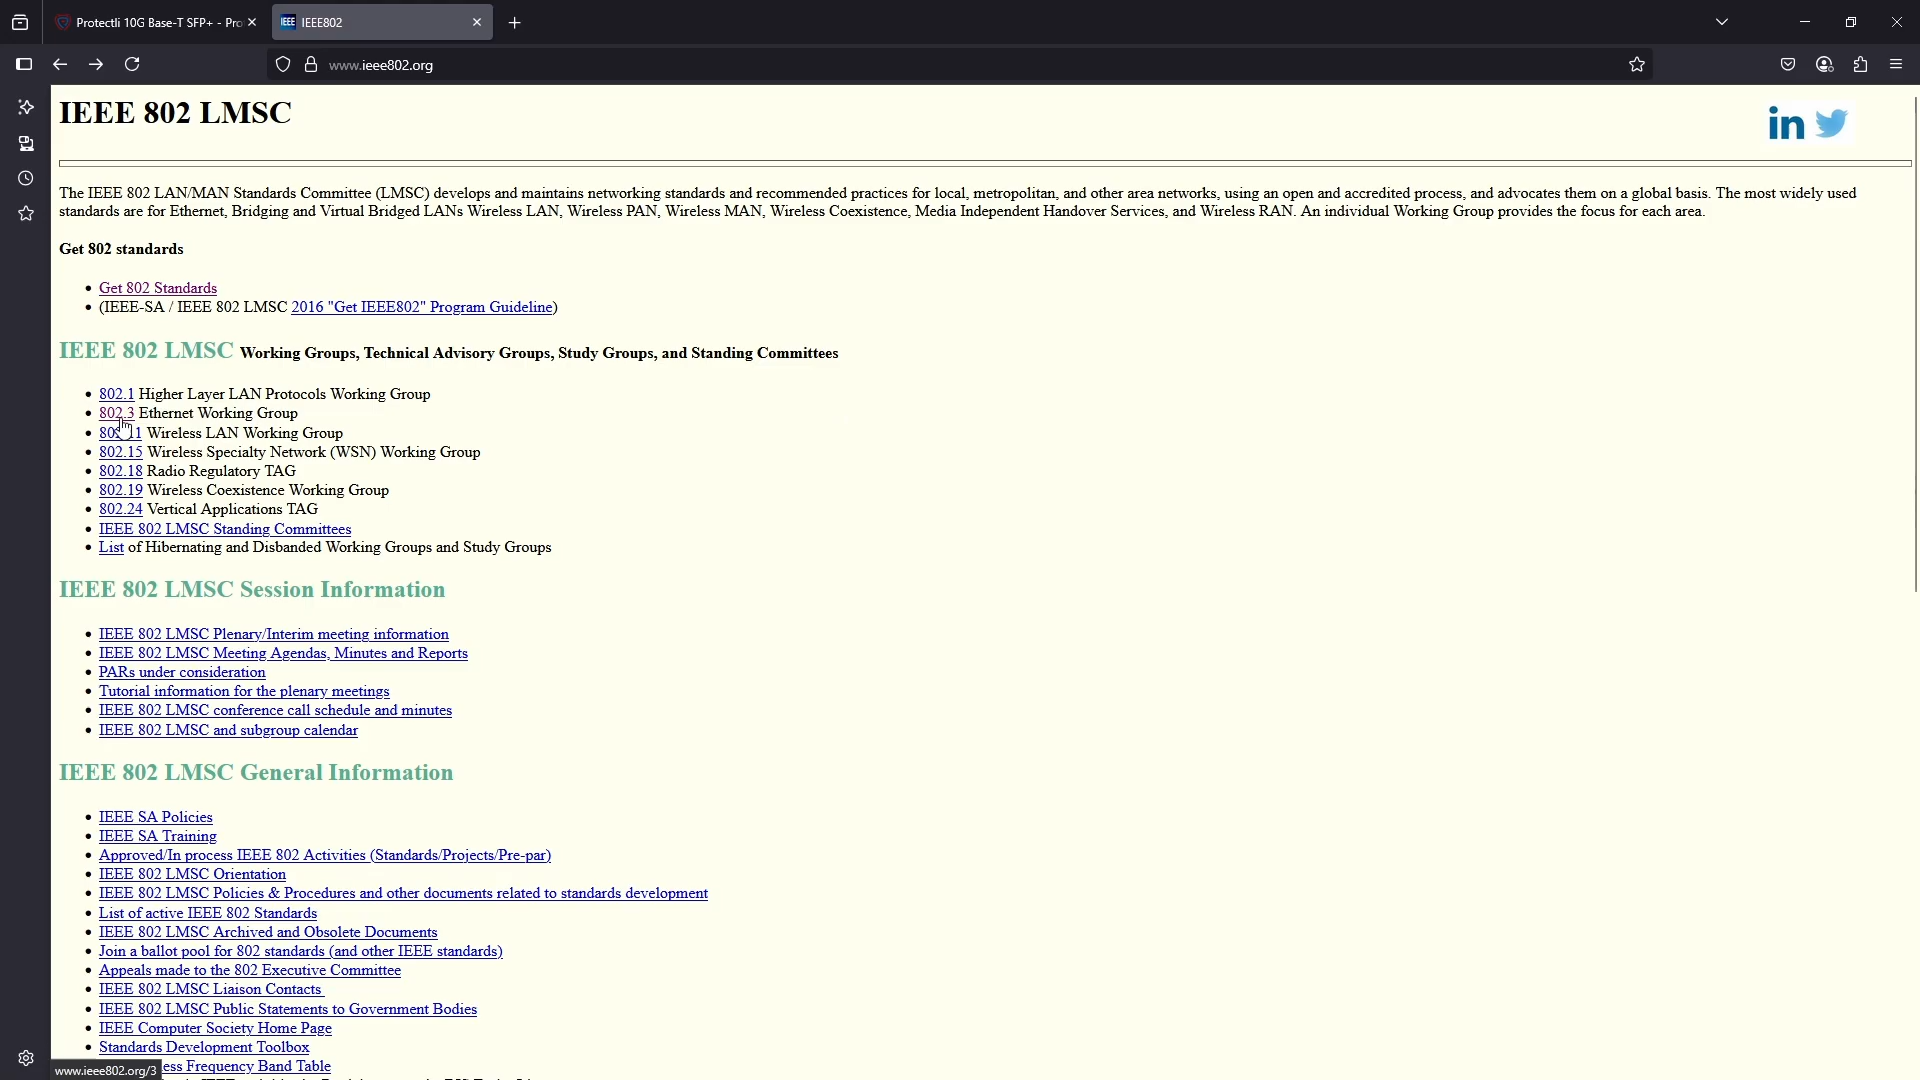 Protectli 10G Base-T SFP+ - Pro
IEEE IEEE802
www.ieee802.org
IEEE 802 LMSC
in
The IEEE 802 LAN/MAN Standards Committee (LMSC) develops and maintains networking standards and recommended practices for local, metropolitan, and other area networks, using an open and accredited process, and advocates them on a global basis. The most widely used
standards are for Ethernet, Bridging and Virtual Bridged LANs Wireless LAN, Wireless PAN, Wireless MAN, Wireless Coexistence, Media Independent Handover Services, and Wireless RAN. An individual Working Group provides the focus for each area.
Get 802 standards
Get 802 Standards
(IEEE-SA / IEEE 802 LMSC 2016 "Get IEEE802" Program Guideline)
IEEE 802 LMSC Working Groups, Technical Advisory Groups, Study Groups, and Standing Committees
802.1 Higher Layer LAN Protocols Working Group
802.3 Ethernet Working Group
Wireless LAN Working Group
802.15 Wireless Specialty Network (WSN) Working Group
802.18 Radio Regulatory TAG
802.19 Wireless Coexistence Working Group
802.24 Vertical Applications TAG
IEEE 802 LMSC Standing Committees
List of Hibernating and Disbanded Working Groups and Study Groups
IEEE 802 LMSC Session Information
IEEE 802 LMSC Plenary/Interim meeting information
IEEE 802 LMSC Meeting Agendas, Minutes and Reports
PARs under consideration
Tutorial information for the plenary meetings
IEEE 802 LMSC conference call schedule and minutes
IEEE 802 LMSC and subgroup calendar
IEEE 802 LMSC General Information
IEEE SA Policies
IEEE SA Training
Approved/In process IEEE 802 Activities (Standards/Projects/Pre-par)
IEEE 802 LMSC Orientation
IEEE 802 LMSC Policies & Procedures and other documents related to standards development
List of active IEEE 802 Standards
IEEE 802 LMSC Archived and Obsolete Documents
Join a ballot pool for 802 standards (and other IEEE standards)
Appeals made to the 802 Executive Committee
IEEE 802 LMSC Liaison Contacts
IEEE 802 LMSC Public Statements to Government Bodies
IEEE Computer Society Home Page
Standards Development Toolbox
ess Frequency Band Table
www.ieee802.org/3